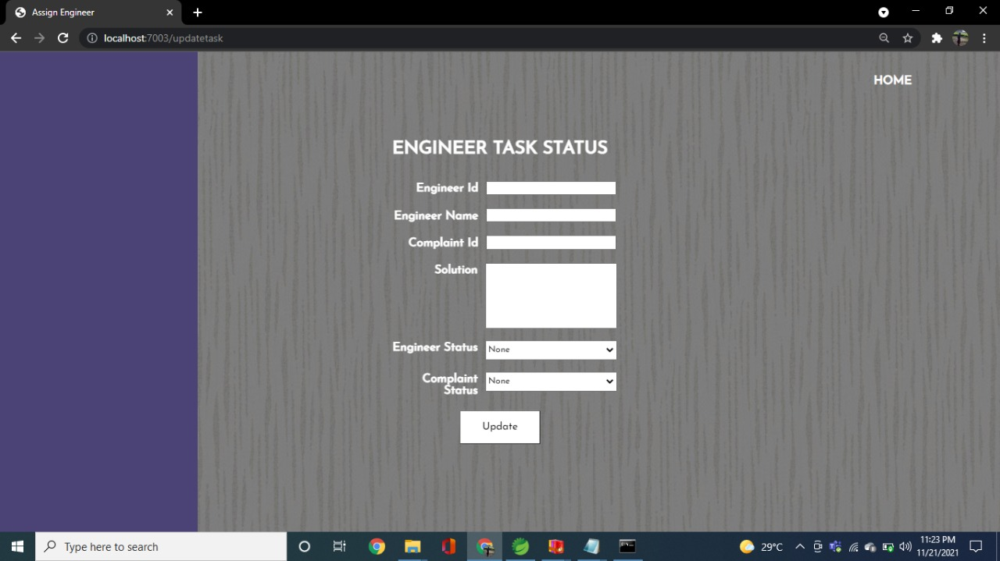 Assign Engineer
localhost:7003/updatetask
HOME
ENGINEER TASK STATUS
Engineer Id
Engineer Name
Complaint Id
Solution
Engineer Status
None
Complaint
Status
None
Update
Type here to search
29°C
11:23 PM
11/21/2021